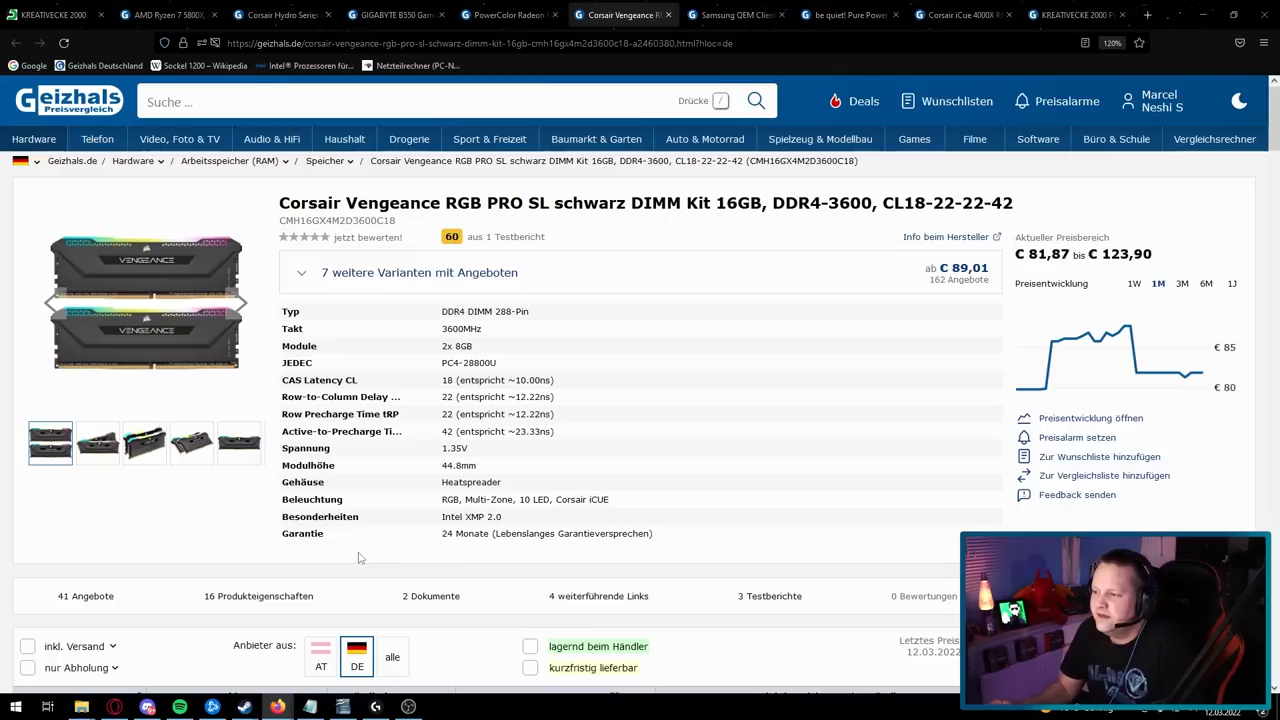 KREATIVECKE 2000
AMD Ryzen 7 5800X,
Corsair Hydro Series
GIGABYTE B550 Gam
PowerColor Radeon
Corsair Vengeance R
Samsung OEM Clien
be quiet! Pure Power
Corsair iCue 4000X R
KREATIVECKE 2000 P
https://geizhals.de/corsair-vengeance-rgb-pro-sl-schwarz-dimm-kit-16gb-cmh16gx4m2d3600c18-a2460380.html?hloc=de
120%
Google
Geizhals Deutschland
Sockel 1200 – Wikipedia
Intel® Prozessoren für...
Netzteilrechner (PC-N...
Geizhals
Preisvergleich
Suche ...
Drücke /
Deals
Wunschlisten
Preisalarme
Marcel
Neshi S
Hardware
Telefon
Video, Foto & TV
Audio & HiFi
Haushalt
Drogerie
Sport & Freizeit
Baumarkt & Garten
Auto & Motorrad
Spielzeug & Modellbau
Games
Filme
Software
Büro & Schule
Vergleichsrechner
Geizhals.de / Hardware / Arbeitsspeicher (RAM) / Speicher / Corsair Vengeance RGB PRO SL schwarz DIMM Kit 16GB, DDR4-3600, CL18-22-22-42 (CMH16GX4M2D3600C18)
Corsair Vengeance RGB PRO SL schwarz DIMM Kit 16GB, DDR4-3600, CL18-22-22-42
CMH16GX4M2D3600C18
jetzt bewerten!
60 aus 1 Testbericht
Info beim Hersteller
7 weitere Varianten mit Angeboten
ab € 89,01
162 Angebote
VENGEANCE
VENGEANCE
Typ DDR4 DIMM 288-Pin
Takt 3600MHz
Module 2x 8GB
JEDEC PC4-28800U
CAS Latency CL 18 (entspricht ~10.00ns)
Row-to-Column Delay ... 22 (entspricht ~12.22ns)
Row Precharge Time tRP 22 (entspricht ~12.22ns)
Active-to-Precharge Ti... 42 (entspricht ~23.33ns)
Spannung 1.35V
Modulhöhe 44.8mm
Gehäuse Heatspreader
Beleuchtung RGB, Multi-Zone, 10 LED, Corsair iCUE
Besonderheiten Intel XMP 2.0
Garantie 24 Monate (Lebenslanges Garantieversprechen)
Aktueller Preisbereich
€ 81,87 bis € 123,90
Preisentwicklung 1W 1M 3M 6M 1J
€ 85
€ 80
Preisentwicklung öffnen
Preisalarm setzen
Zur Wunschliste hinzufügen
Zur Vergleichsliste hinzufügen
Feedback senden
41 Angebote
16 Produkteigenschaften
2 Dokumente
4 weiterführende Links
3 Testberichte
0 Bewertungen
inkl. Versand
nur Abholung
Anbieter aus:
AT
DE
alle
lagernd beim Händler
kurzfristig lieferbar
Letztes Preis
12.03.2022
12.03.2022